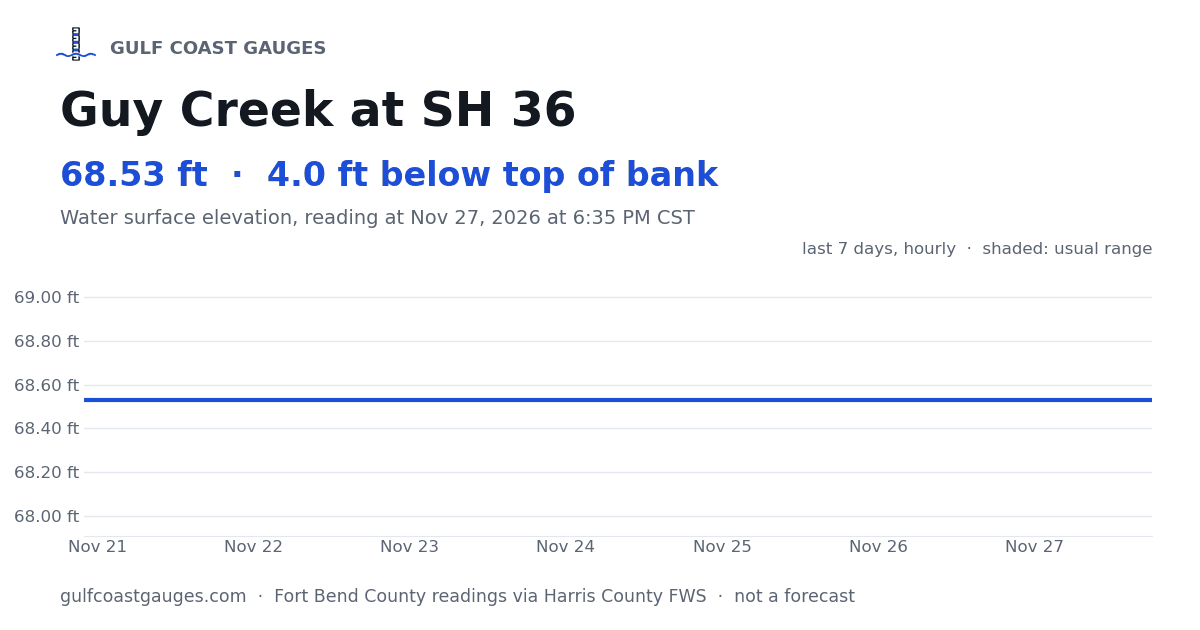 GULF COAST GAUGES
Guy Creek at SH 36
68.53 ft · 4.0 ft below top of bank
Water surface elevation, reading at Nov 27, 2026 at 6:35 PM CST
last 7 days, hourly · shaded: usual range
69.00 ft
68.80 ft
68.60 ft
68.40 ft
68.20 ft
68.00 ft
Nov 21 Nov 22 Nov 23 Nov 24 Nov 25 Nov 26 Nov 27
gulfcoastgauges.com · Fort Bend County readings via Harris County FWS · not a forecast